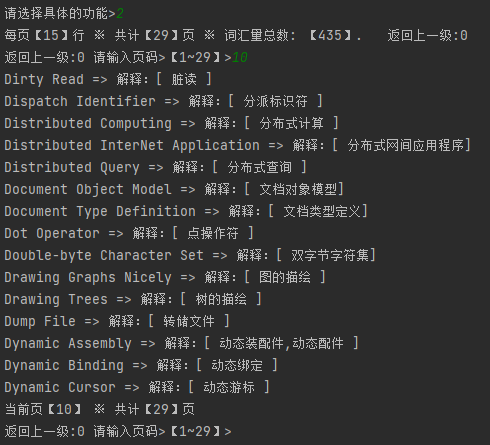 请选择具体的功能>2
每页【15】行 ※ 共计【29】页 ※ 词汇量总数: 【435】.   返回上一级:0
返回上一级:0 请输入页码>【1~29】>10
Dirty Read => 解释: [ 脏读 ]
Dispatch Identifier => 解释: [ 分派标识符 ]
Distributed Computing => 解释: [ 分布式计算 ]
Distributed InterNet Application => 解释: [ 分布式网间应用程序]
Distributed Query => 解释: [ 分布式查询 ]
Document Object Model => 解释: [ 文档对象模型]
Document Type Definition => 解释: [ 文档类型定义]
Dot Operator => 解释: [ 点操作符 ]
Double-byte Character Set => 解释: [ 双字节字符集]
Drawing Graphs Nicely => 解释: [ 图的描绘 ]
Drawing Trees => 解释: [ 树的描绘 ]
Dump File => 解释: [ 转储文件 ]
Dynamic Assembly => 解释: [ 动态装配件,动态配件 ]
Dynamic Binding => 解释: [ 动态绑定 ]
Dynamic Cursor => 解释: [ 动态游标 ]
当前页【10】 ※ 共计【29】页
返回上一级:0 请输入页码>【1~29】>